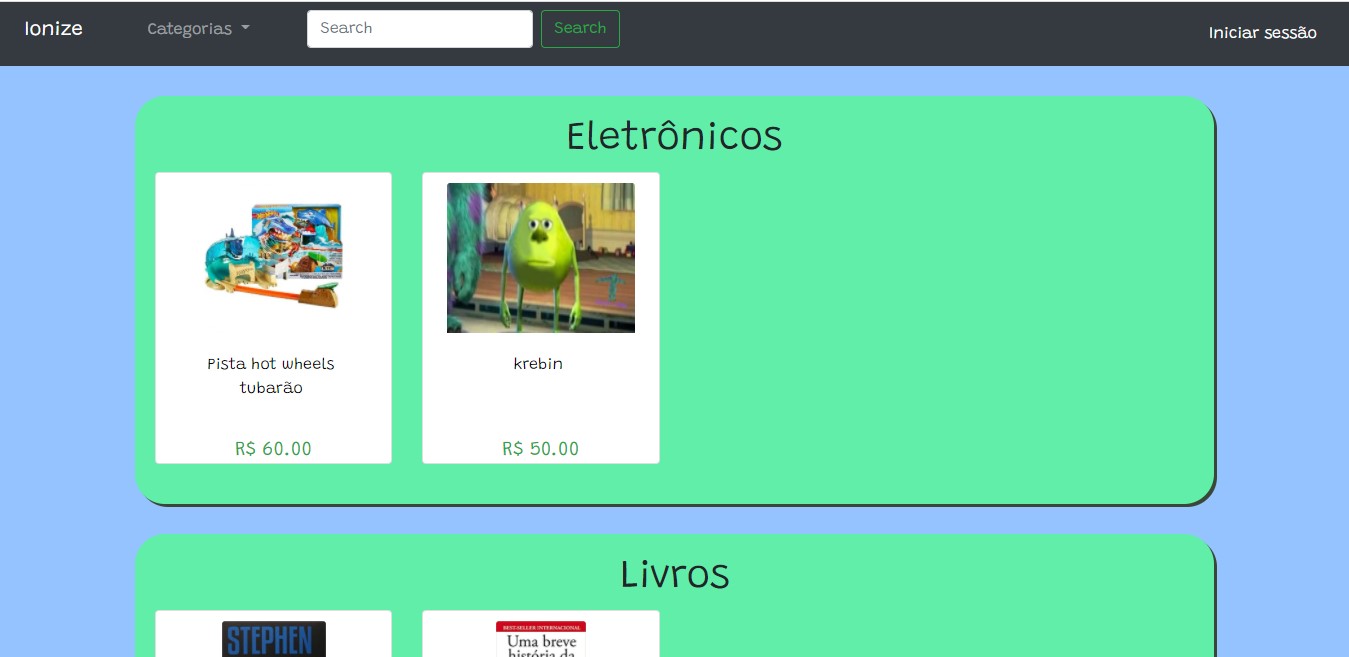 Ionize
Categorias
Search
Search
Iniciar sessão
Eletrônicos
Pista hot wheels
tubarão
R$ 60.00
krebin
R$ 50.00
Livros
STEPHEN
BEST-SELLER INTERNACIONAL
Uma breve
história da